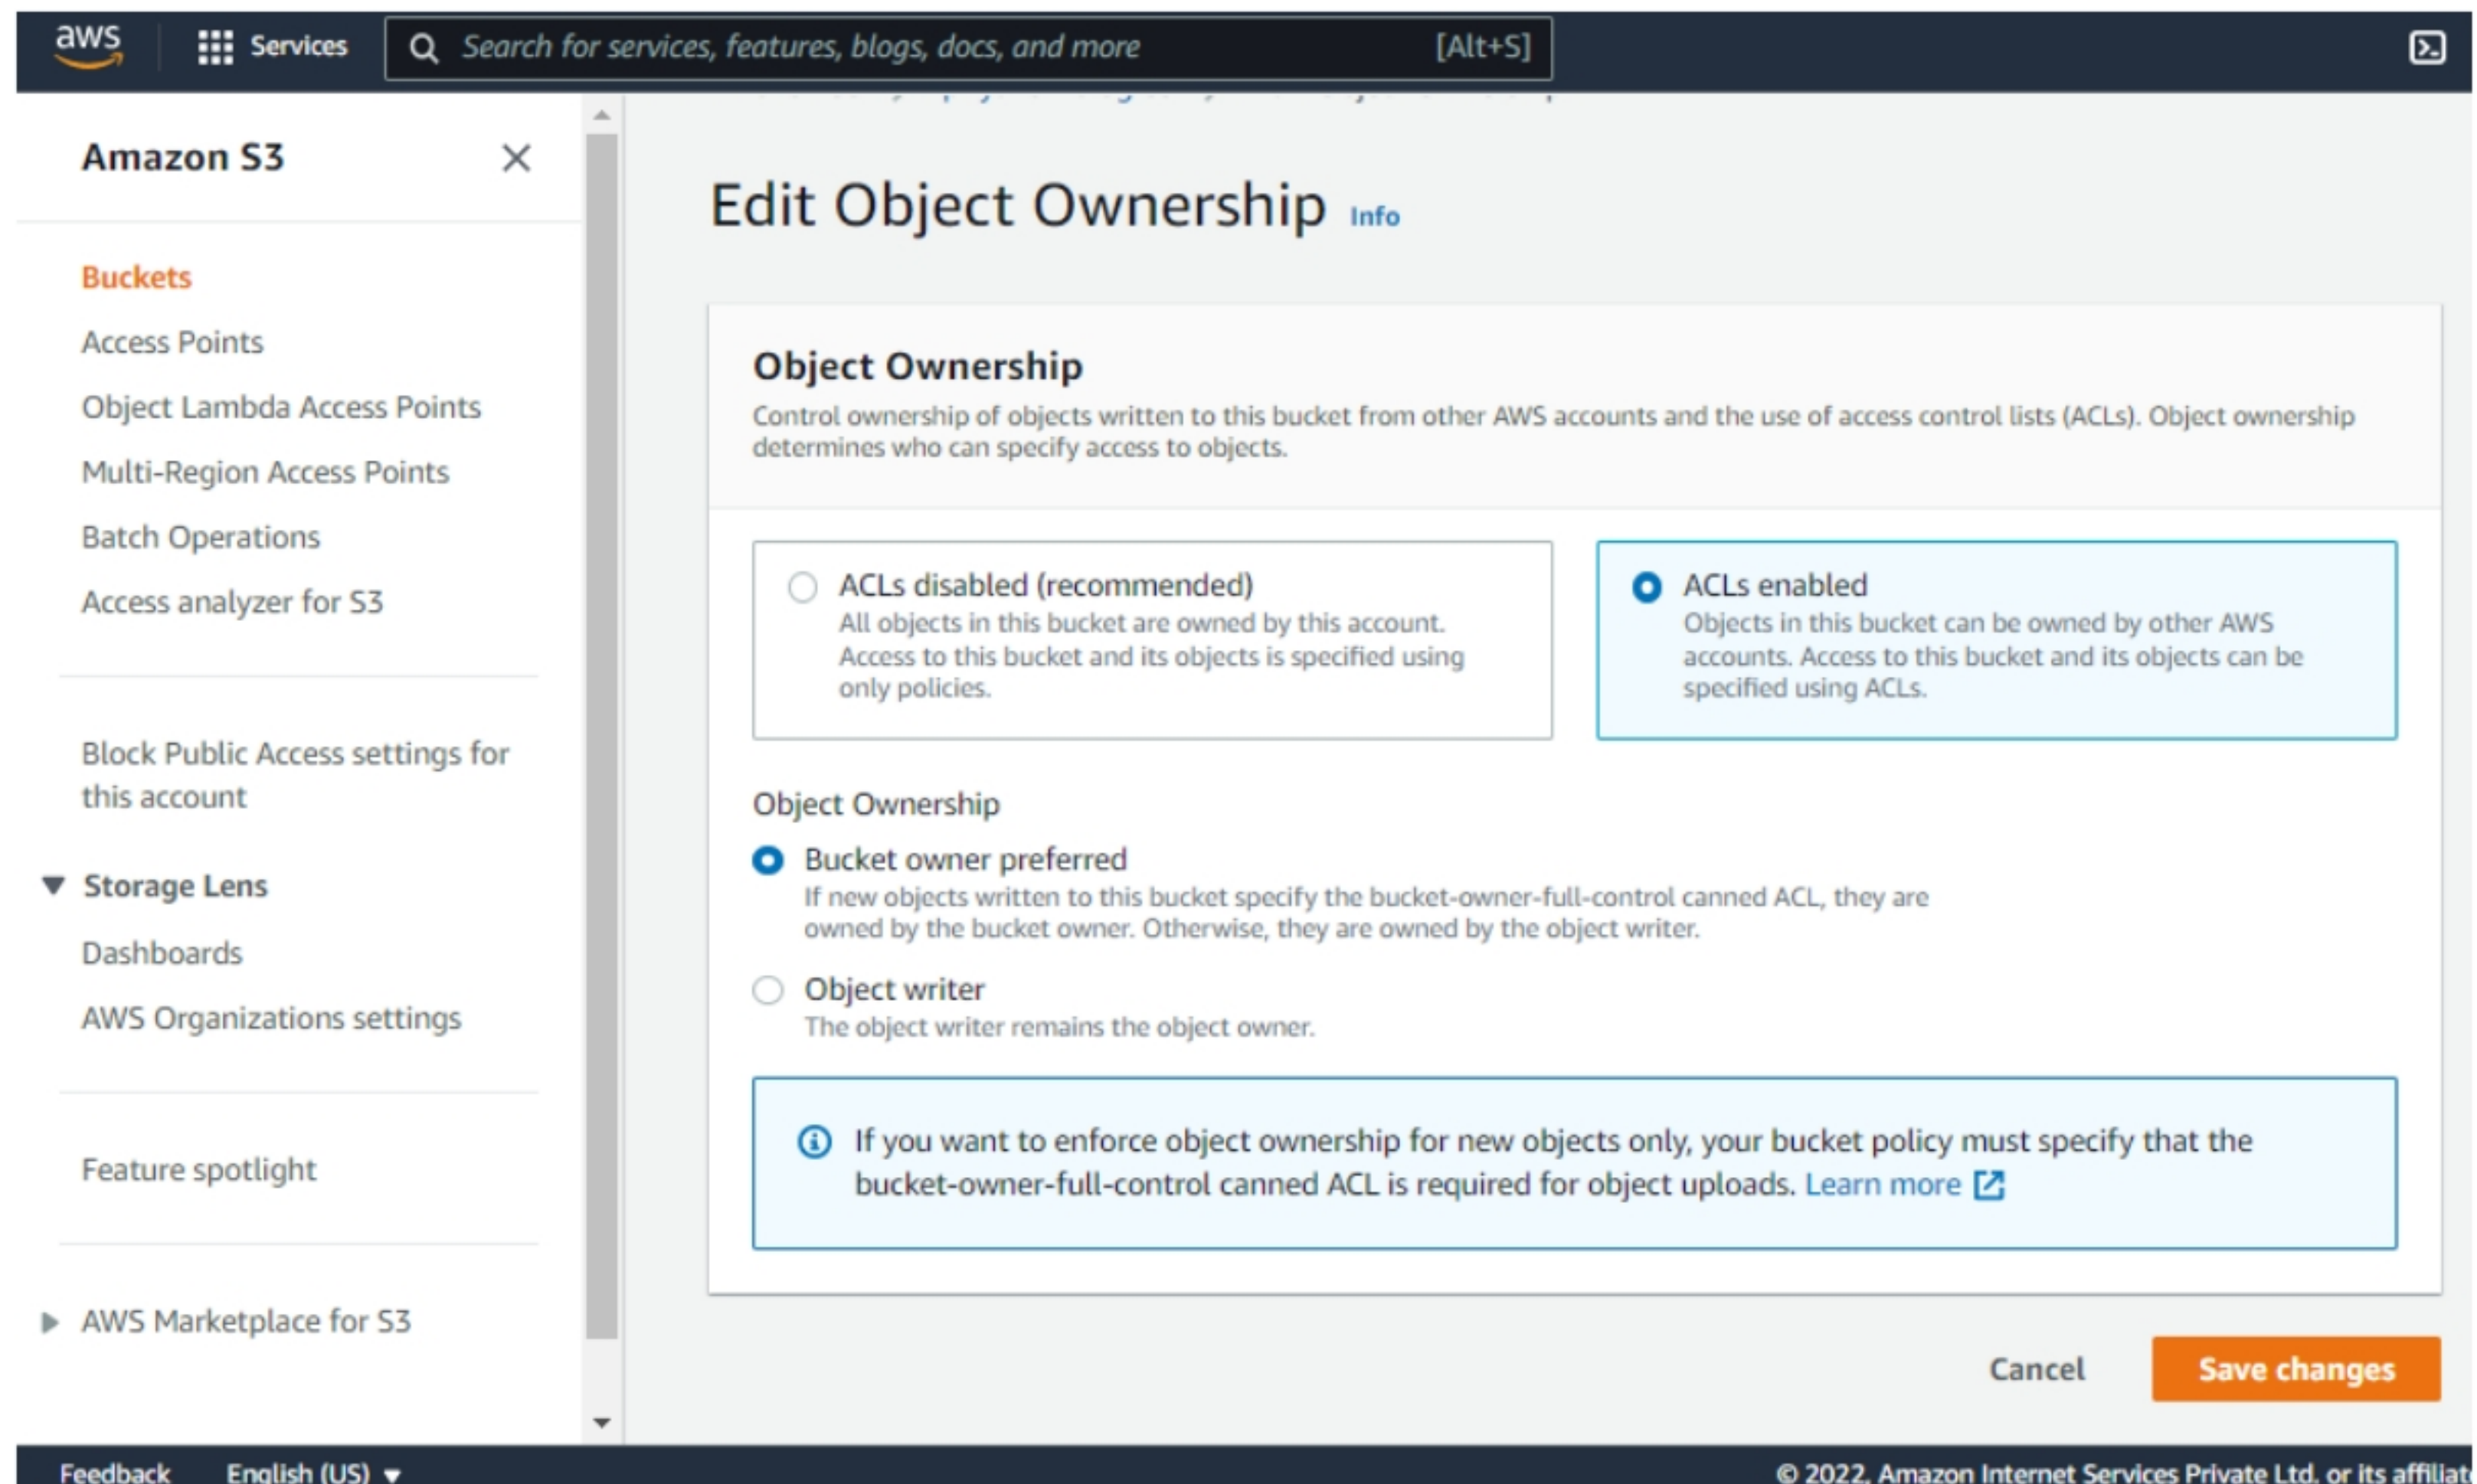 aws
Services
Search for services, features, blogs, docs, and more
[Alt+S]
Amazon S3
Buckets
Access Points
Object Lambda Access Points
Multi-Region Access Points
Batch Operations
Access analyzer for S3
Block Public Access settings for
this account
Storage Lens
Dashboards
AWS Organizations settings
Feature spotlight
AWS Marketplace for S3
Edit Object Ownership Info
Object Ownership
Control ownership of objects written to this bucket from other AWS accounts and the use of access control lists (ACLs). Object ownership
determines who can specify access to objects.
ACLs disabled (recommended)
All objects in this bucket are owned by this account.
Access to this bucket and its objects is specified using
only policies.
ACLs enabled
Objects in this bucket can be owned by other AWS
accounts. Access to this bucket and its objects can be
specified using ACLs.
Object Ownership
Bucket owner preferred
If new objects written to this bucket specify the bucket-owner-full-control canned ACL, they are
owned by the bucket owner. Otherwise, they are owned by the object writer.
Object writer
The object writer remains the object owner.
If you want to enforce object ownership for new objects only, your bucket policy must specify that the
bucket-owner-full-control canned ACL is required for object uploads. Learn more
Cancel
Save changes
Feedback
English (US)
© 2022, Amazon Internet Services Private Ltd. or its